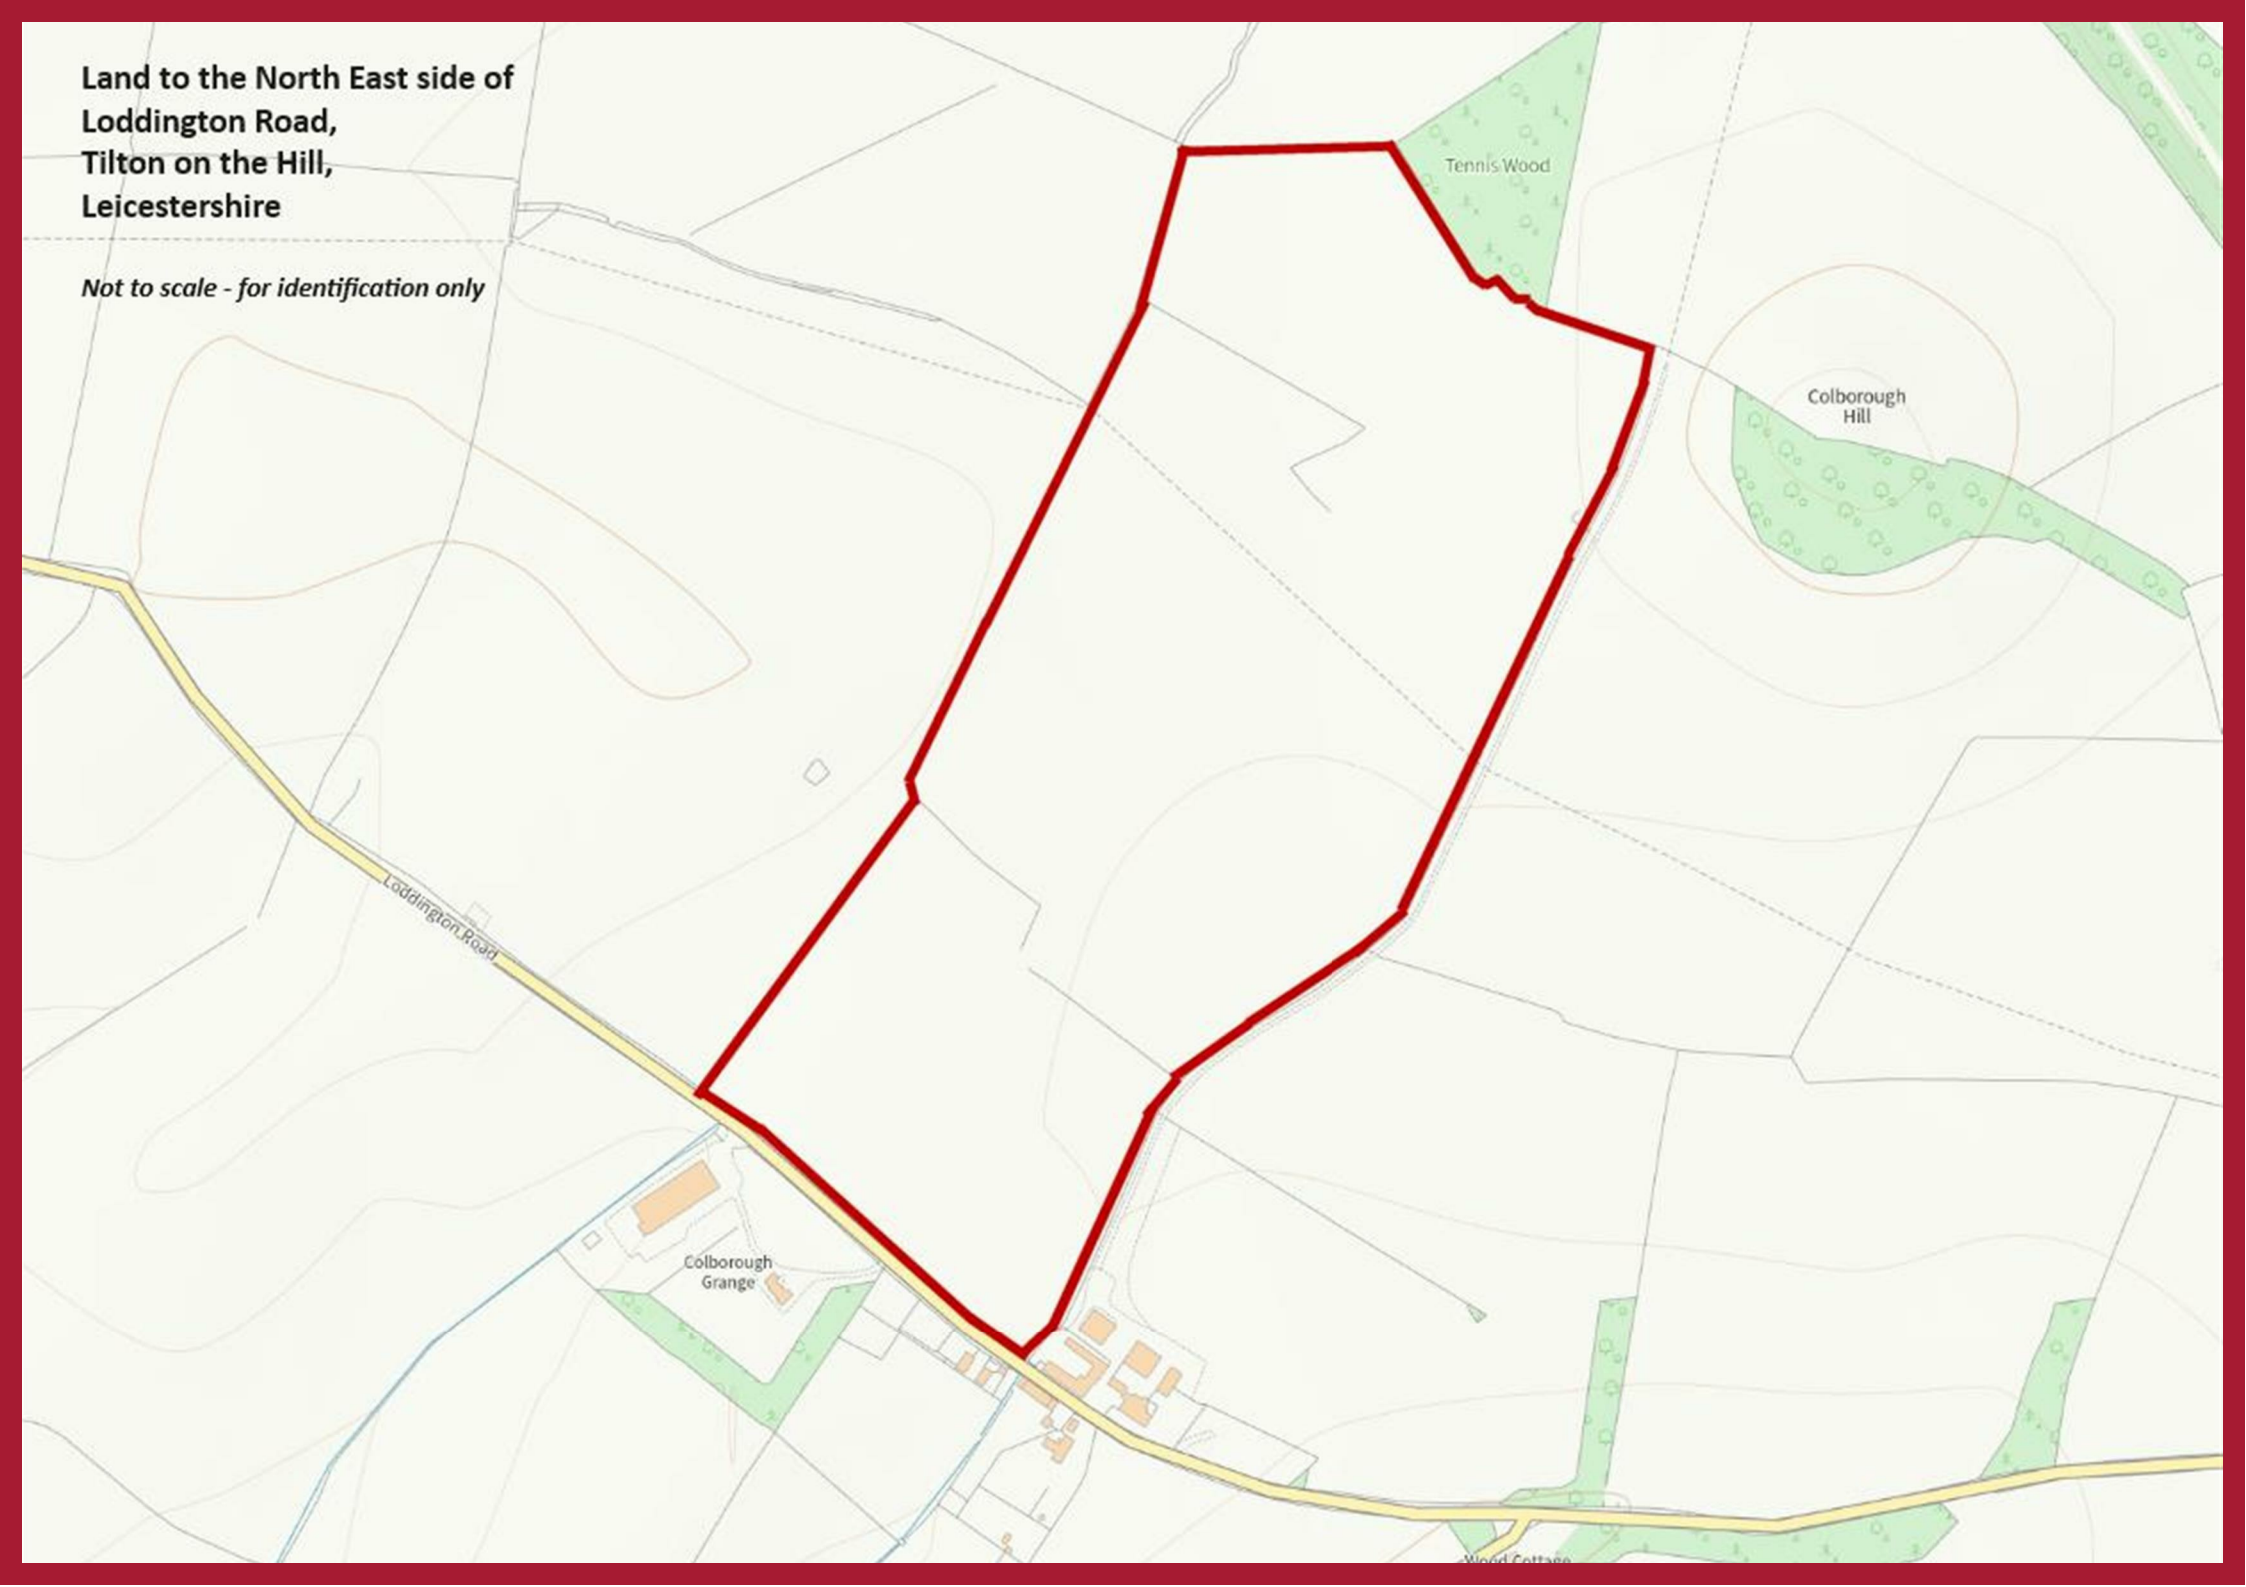 Land to the North East side of
Loddington Road,
Tilton on the Hill,
Leicestershire
Not to scale - for identification only
Tennis Wood
Colborough
Hill
Loddington Road
Colborough
Grange
Wood Cottage